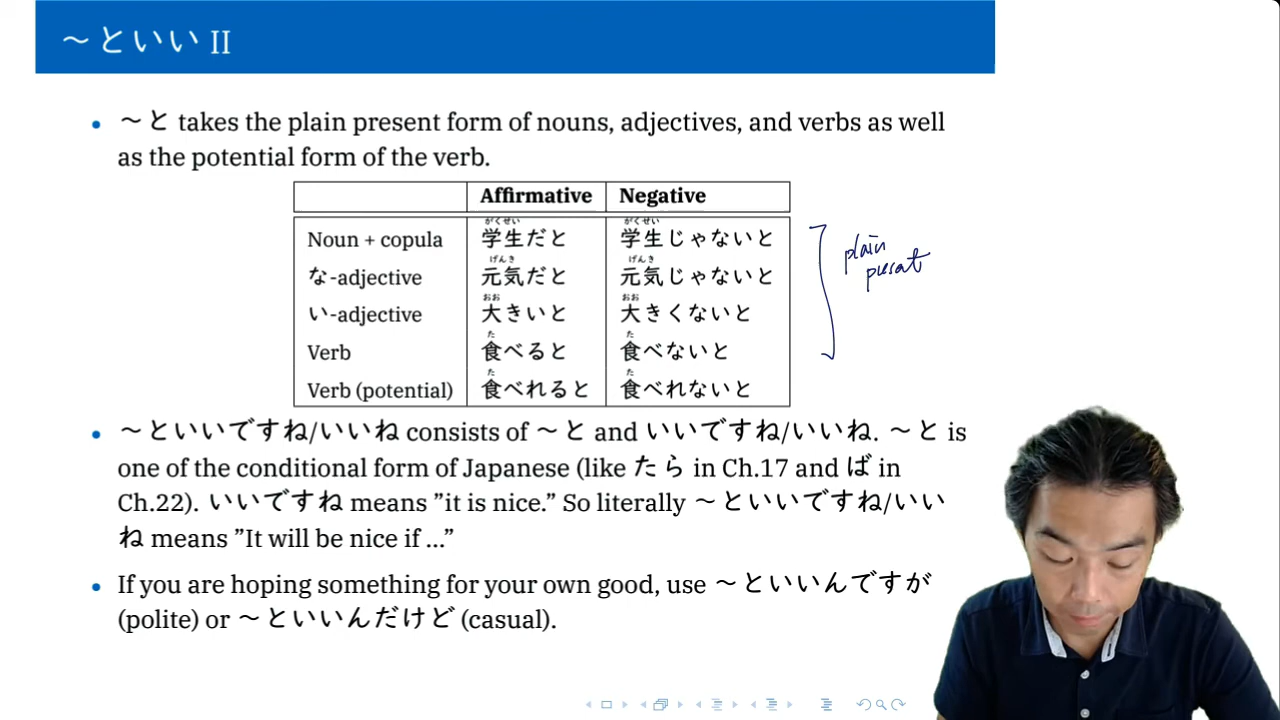 ～といい II
• ～と takes the plain present form of nouns, adjectives, and verbs as well
as the potential form of the verb.
Affirmative Negative
がくせい がくせい
Noun + copula 学生だと 学生じゃないと
げんき げんき
な-adjective 元気だと 元気じゃないと
おお おお
い-adjective 大きいと 大きくないと
た た
Verb 食べると 食べないと
た た
Verb (potential) 食べれると 食べれないと
plain
• ～といいですね/いいね consists of ～と and いいですね/いいね. ～と is
one of the conditional form of Japanese (like たら in Ch.17 and ば in
Ch.22). いいですね means ”it is nice.” So literally ～といいですね/いい
ね means ”It will be nice if ...”
• If you are hoping something for your own good, use ～といいんですが
(polite) or ～といいんだけど (casual).